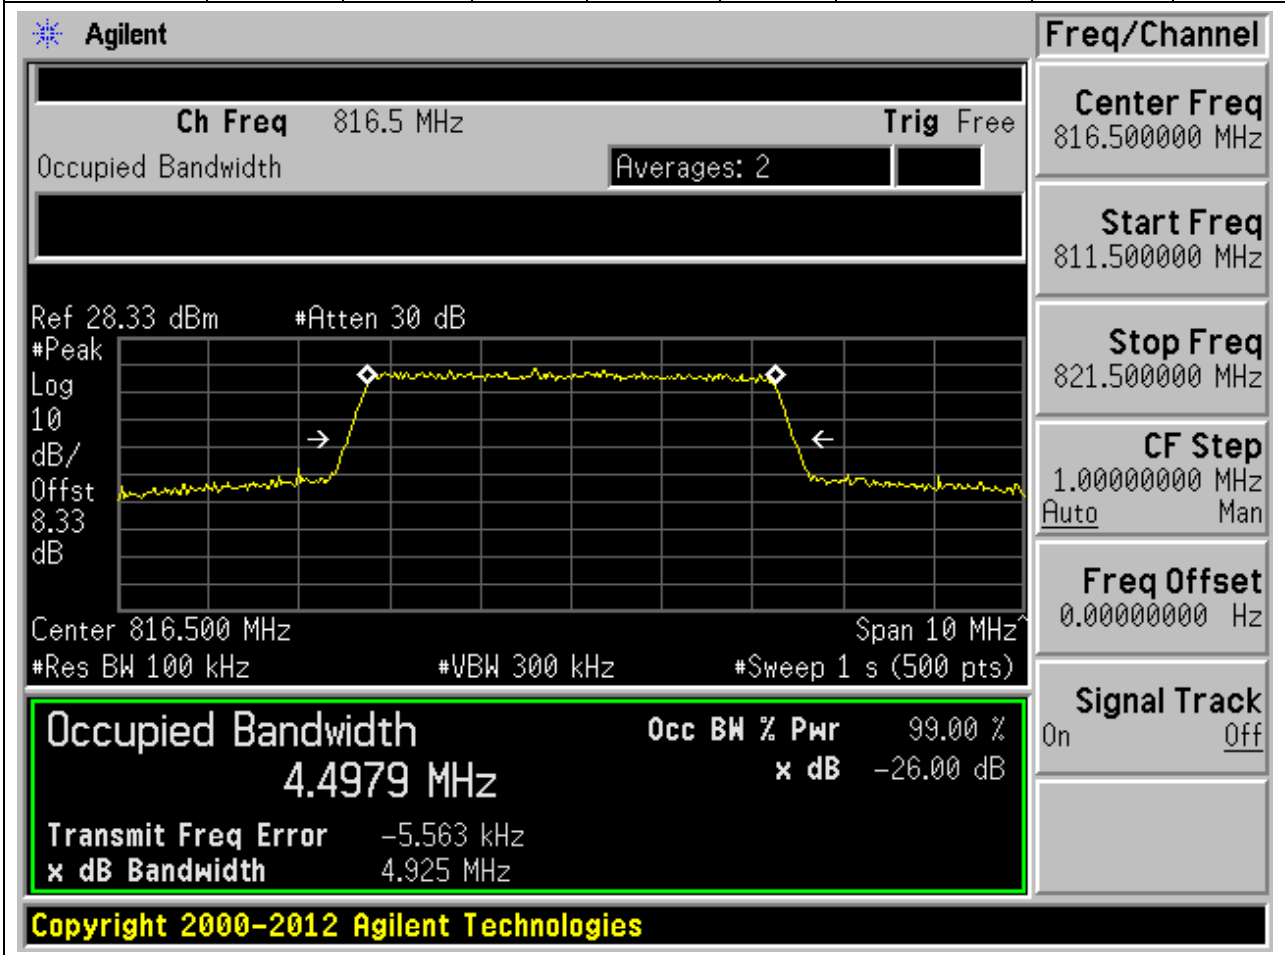 Agilent
Ch Freq 816.5 MHz Trig Free
Occupied Bandwidth
Averages: 2
Ref 28.33 dBm #Atten 30 dB
#Peak
Log
10
dB/
Offst
8.33
dB
Center 816.500 MHz Span 10 MHz^
#Res BW 100 kHz #VBW 300 kHz #Sweep 1 s (500 pts)
Occupied Bandwidth
4.4979 MHz
Occ BW % Pwr 99.00 %
x dB -26.00 dB
Transmit Freq Error -5.563 kHz
x dB Bandwidth 4.925 MHz
Copyright 2000-2012 Agilent Technologies
Freq/Channel
Center Freq
816.500000 MHz
Start Freq
811.500000 MHz
Stop Freq
821.500000 MHz
CF Step
1.00000000 MHz
Auto Man
Freq Offset
0.00000000 Hz
Signal Track
On Off